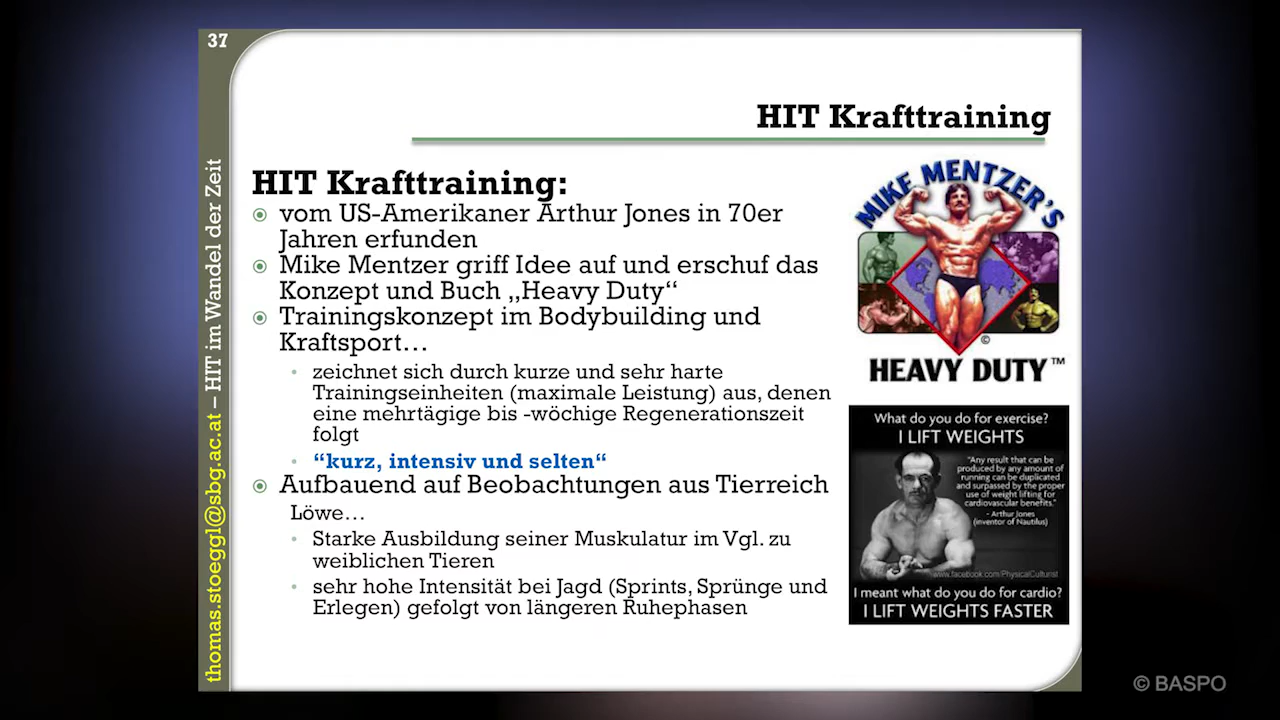 37
HIT Krafttraining
HIT Krafttraining:
vom US-Amerikaner Arthur Jones in 70er
Jahren erfunden
Mike Mentzer griff Idee auf und erschuf das
Konzept und Buch „Heavy Duty“
Trainingskonzept im Bodybuilding und
Kraftsport…
zeichnet sich durch kurze und sehr harte
Trainingseinheiten (maximale Leistung) aus, denen
eine mehrtägige bis -wöchige Regenerationszeit
folgt
“kurz, intensiv und selten“
Aufbauend auf Beobachtungen aus Tierreich
Löwe…
Starke Ausbildung seiner Muskulatur im Vgl. zu
weiblichen Tieren
sehr hohe Intensität bei Jagd (Sprints, Sprünge und
Erlegen) gefolgt von längeren Ruhephasen
MIKE MENTZER'S
©
HEAVY DUTY™
What do you do for exercise?
I LIFT WEIGHTS
"Any result that can be
produced by any amount of
running can be duplicated
and surpassed by the proper
use of weight lifting for
cardiovascular benefits."
- Arthur Jones
(inventor of Nautilus)
www.facebook.com/PhysicalCulturist
I meant what do you do for cardio?
I LIFT WEIGHTS FASTER
thomas.stoeggl@sbg.ac.at – HIT im Wandel der Zeit
© BASPO